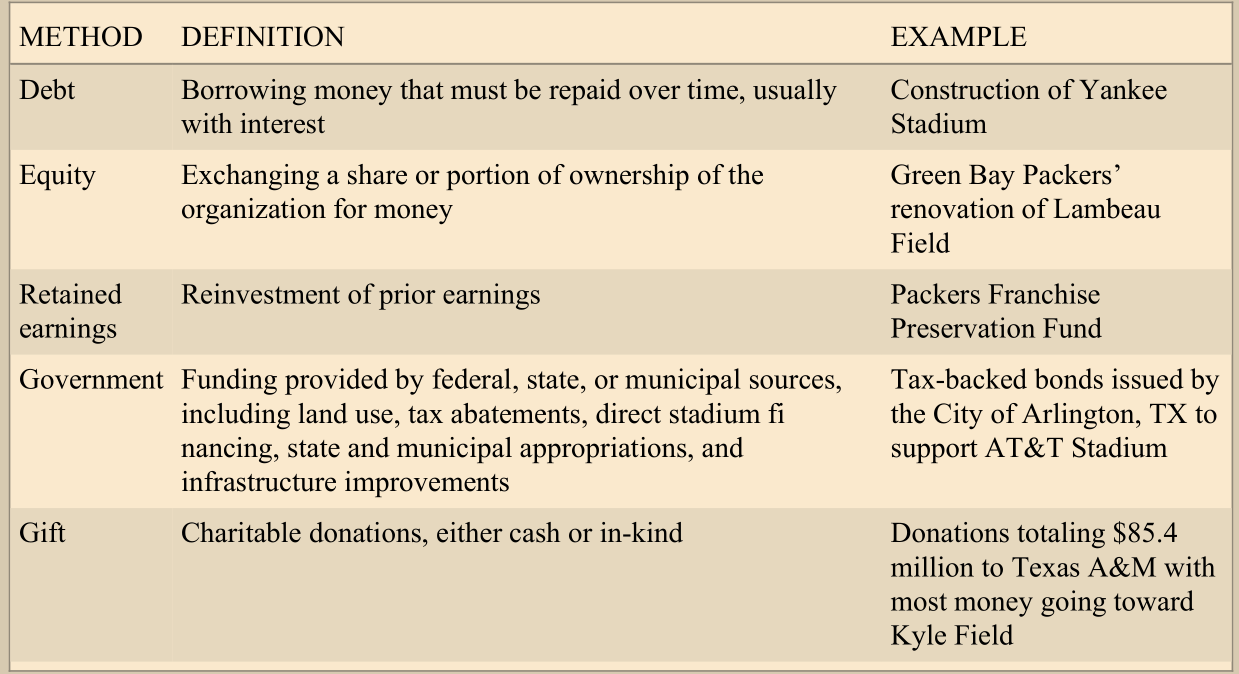 METHOD DEFINITION EXAMPLE
Debt Borrowing money that must be repaid over time, usually Construction of Yankee
with interest Stadium
Equity Exchanging a share or portion of ownership of the Green Bay Packers’
organization for money renovation of Lambeau
Field
Retained Reinvestment of prior earnings Packers Franchise
earnings Preservation Fund
Government Funding provided by federal, state, or municipal sources, Tax-backed bonds issued by
including land use, tax abatements, direct stadium fi the City of Arlington, TX to
nancing, state and municipal appropriations, and support AT&T Stadium
infrastructure improvements
Gift Charitable donations, either cash or in-kind Donations totaling $85.4
million to Texas A&M with
most money going toward
Kyle Field